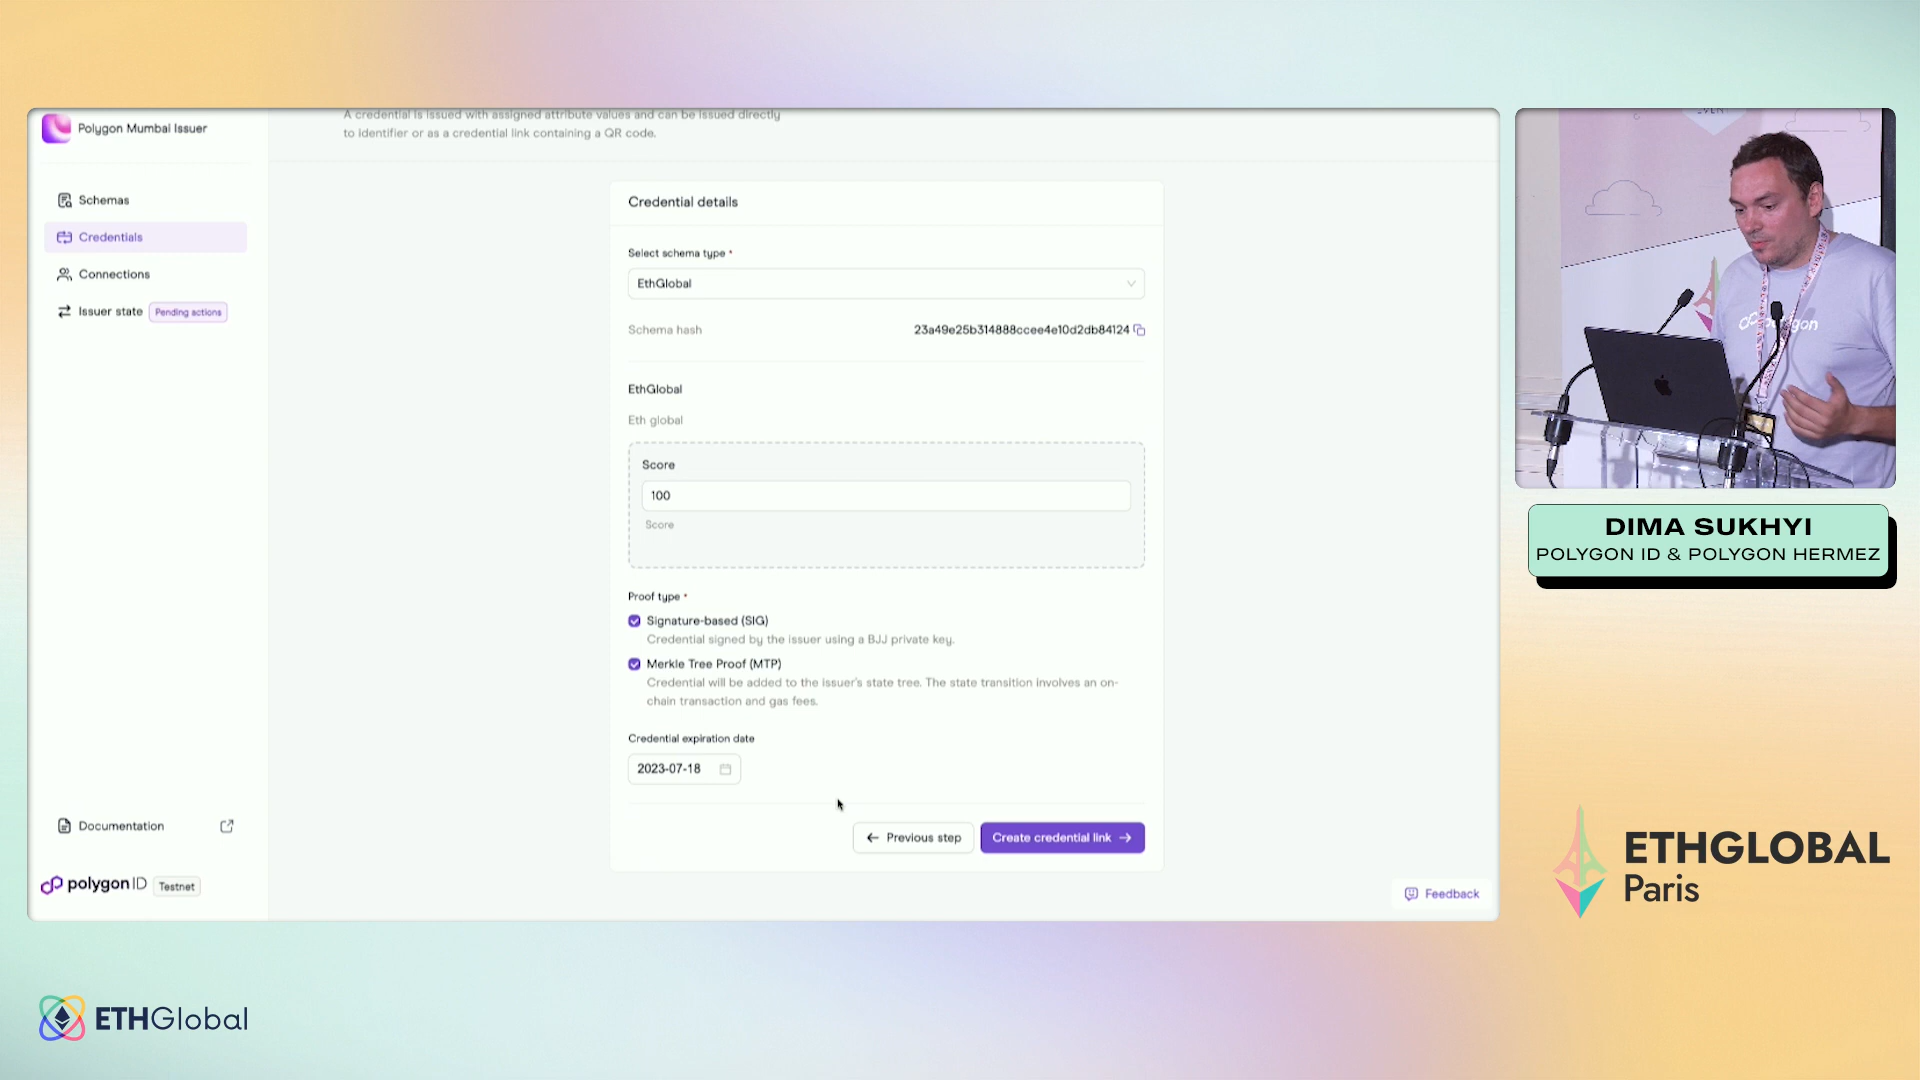 Polygon Mumbai Issuer
Schemas
Credentials
Connections
Issuer state Pending actions
Documentation
polygon ID Testnet
A credential is issued with assigned attribute values and can be issued directly
to identifier or as a credential link containing a QR code.
Credential details
Select schema type *
EthGlobal
Schema hash 23a49e25b314888ccee4e10d2db84124
EthGlobal
Eth global
Score
100
Score
Proof type *
Signature-based (SIG)
Credential signed by the issuer using a BJJ private key.
Merkle Tree Proof (MTP)
Credential will be added to the issuer's state tree. The state transition involves an on-
chain transaction and gas fees.
Credential expiration date
2023-07-18
Previous step
Create credential link
Feedback
polygon
DIMA SUKHYI
POLYGON ID & POLYGON HERMEZ
ETHGLOBAL
Paris
ETHGlobal